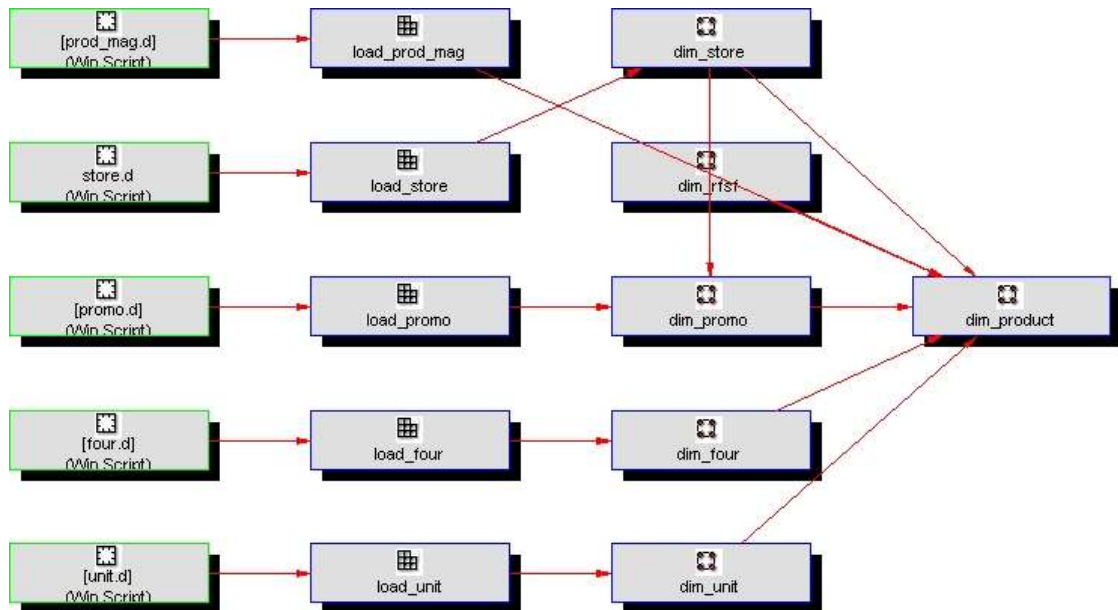 [prod_mag.d]
(Win Script)
load_prod_mag
dim_store
store.d
(Win Script)
load_store
dim_rfsf
[promo.d]
(Win Script)
load_promo
dim_promo
dim_product
[four.d]
(Win Script)
load_four
dim_four
[unit.d]
(Win Script)
load_unit
dim_unit